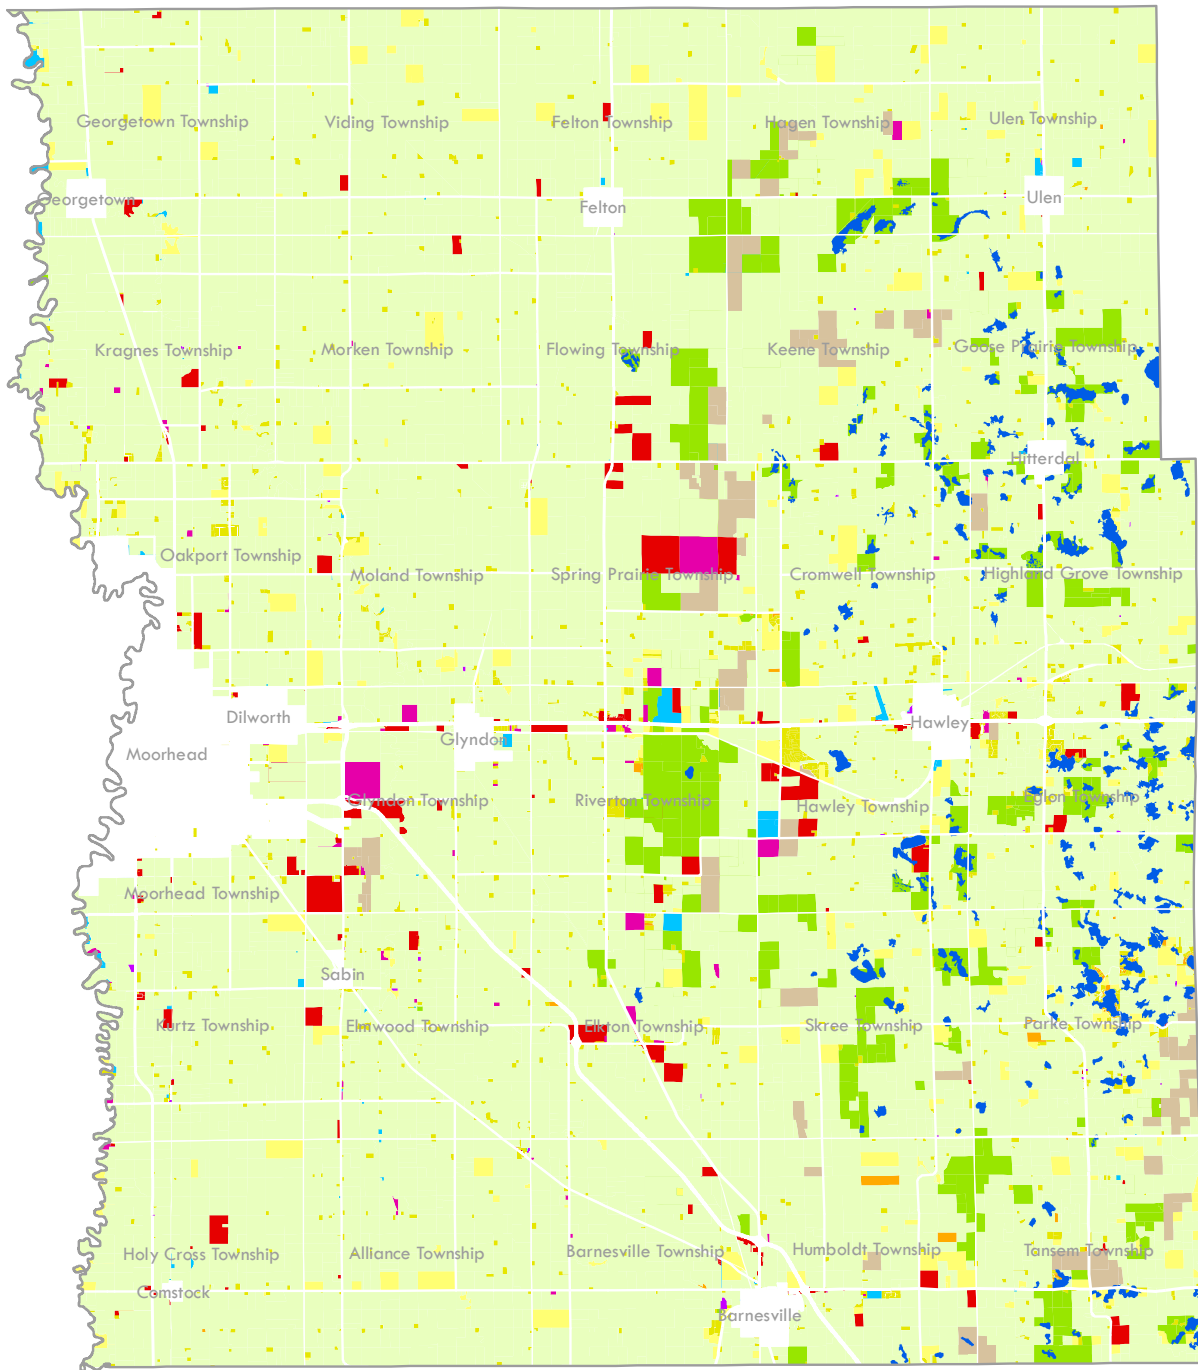 Georgetown Township
Viding Township
Felton Township
Hagen Township
Ulen Township
Georgetown
Felton
Ulen
Kragnes Township
Morken Township
Flowing Township
Keene Township
Goose Prairie Township
Hitterdal
Oakport Township
Moland Township
Spring Prairie Township
Cromwell Township
Highland Grove Township
Dilworth
Moorhead
Glyndon
Hawley
Glyndon Township
Riverton Township
Hawley Township
Eglon Township
Moorhead Township
Sabin
Kurtz Township
Elmwood Township
Elkton Township
Skree Township
Parke Township
Holy Cross Township
Alliance Township
Barnesville Township
Humboldt Township
Tansem Township
Comstock
Barnesville